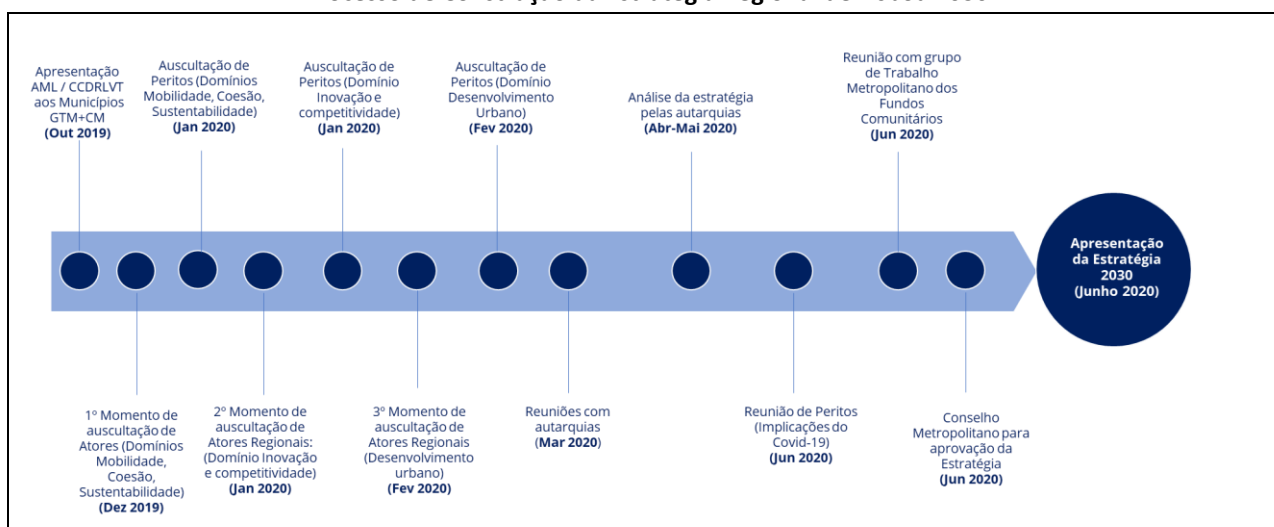 Apresentação
AML / CCDRLVT
aos Municípios
GTM+CM
(Out 2019)
Auscultação de
Peritos (Domínios
Mobilidade, Coesão,
Sustentabilidade)
(Jan 2020)
Auscultação de
Peritos (Domínio
Inovação e
competitividade)
(Jan 2020)
Auscultação de
Peritos (Domínio
Desenvolvimento
Urbano)
(Fev 2020)
Análise da estratégia
pelas autarquias
(Abr-Mai 2020)
Reunião com grupo
de Trabalho
Metropolitano dos
Fundos
Comunitários
(Jun 2020)
Apresentação
da Estratégia
2030
(Junho 2020)
1º Momento de
auscultação de
Atores (Domínios
Mobilidade,
Coesão,
Sustentabilidade)
(Dez 2019)
2º Momento de
auscultação de
Atores Regionais:
(Domínio Inovação
e competitividade)
(Jan 2020)
3º Momento de
auscultação de
Atores Regionais
(Desenvolvimento
urbano)
(Fev 2020)
Reuniões com
autarquias
(Mar 2020)
Reunião de Peritos
(Implicações do
Covid-19)
(Jun 2020)
Conselho
Metropolitano para
aprovação da
Estratégia
(Jun 2020)